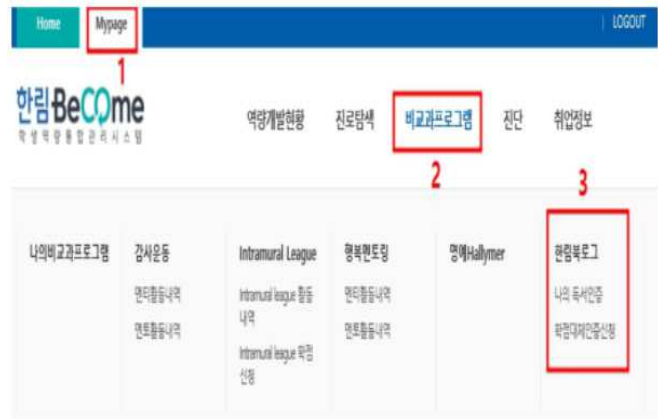 Home Mypage | LOGOUT
1
한림BeCOme
학생역량통합관리시스템
역량개발현황 진로탐색 비교과프로그램 진단 취업정보
2
3
나의비교과프로그램 감사운동 Intramural League 행복멘토링 명예Hallymer 한림북로그
멘티활동내역 Intramural league 활동 멘티활동내역 나의 독서인증
내역
멘토활동내역 멘토활동내역 학점대체인증신청
Intramural league 학점
신청